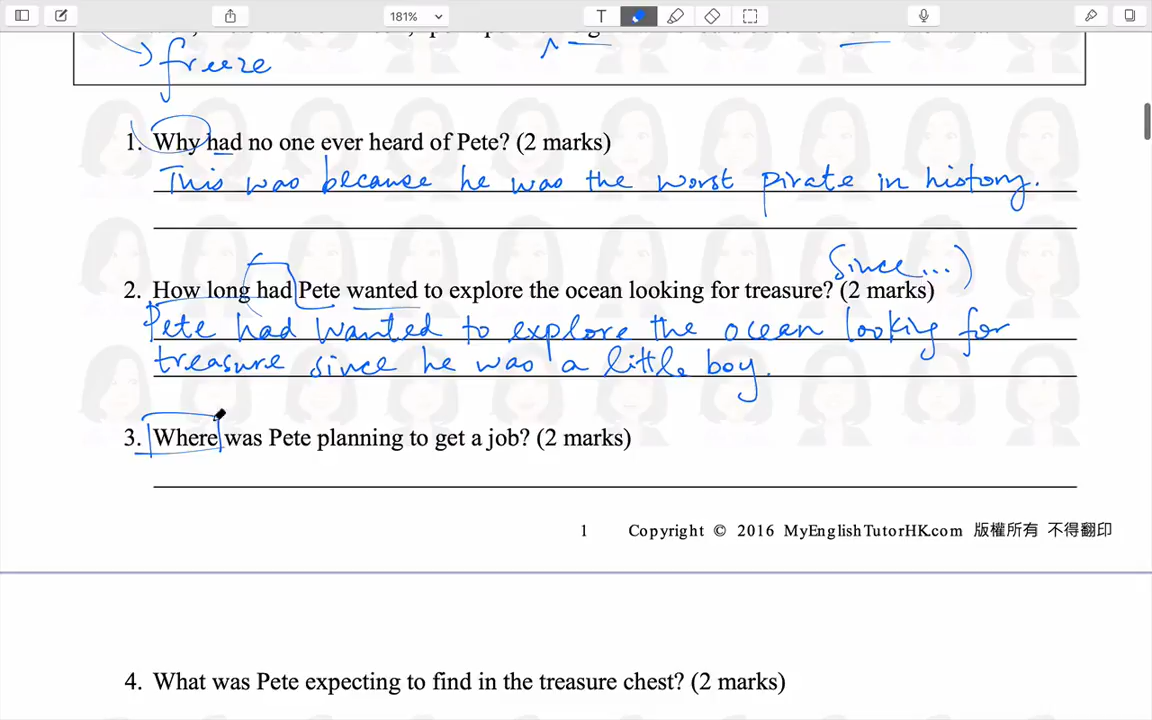 181%
T
freeze
1. Why had no one ever heard of Pete? (2 marks)
This was because he was the worst pirate in history.
since...)
2. How long had Pete wanted to explore the ocean looking for treasure? (2 marks)
Pete had wanted to explore the ocean looking for
treasure since he was a little boy.
3. Where was Pete planning to get a job? (2 marks)
1 Copyright © 2016 MyEnglishTutorHK.com 版權所有 不得翻印
4. What was Pete expecting to find in the treasure chest? (2 marks)